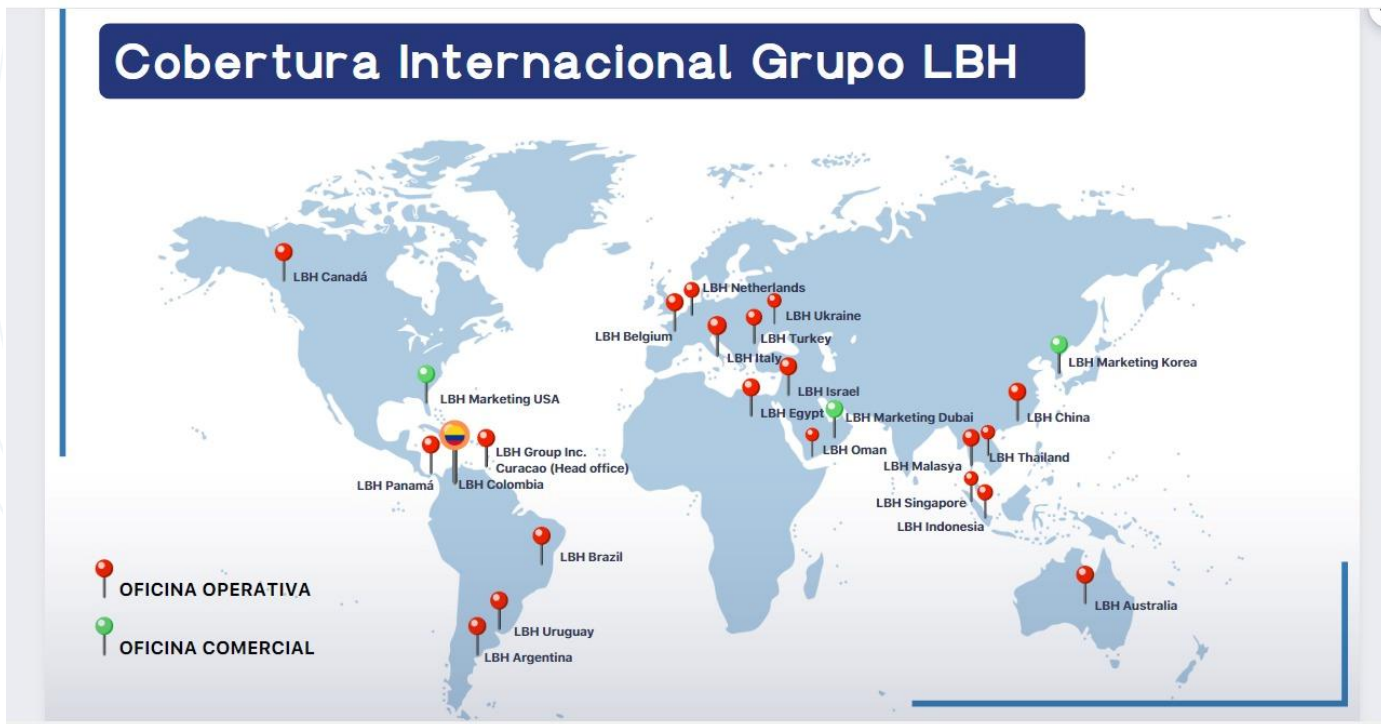 Cobertura Internacional Grupo LBH
LBH Canadá
LBH Netherlands
LBH Ukraine
LBH Belgium
LBH Turkey
LBH Italy
LBH Marketing Korea
LBH Israel
LBH Marketing USA
LBH Egypt
LBH Marketing Dubai
LBH China
LBH Oman
LBH Group Inc.
Curacao (Head office)
LBH Thailand
LBH Malasya
LBH Panamá
LBH Colombia
LBH Singapore
LBH Indonesia
LBH Brazil
OFICINA OPERATIVA
LBH Australia
LBH Uruguay
OFICINA COMERCIAL
LBH Argentina